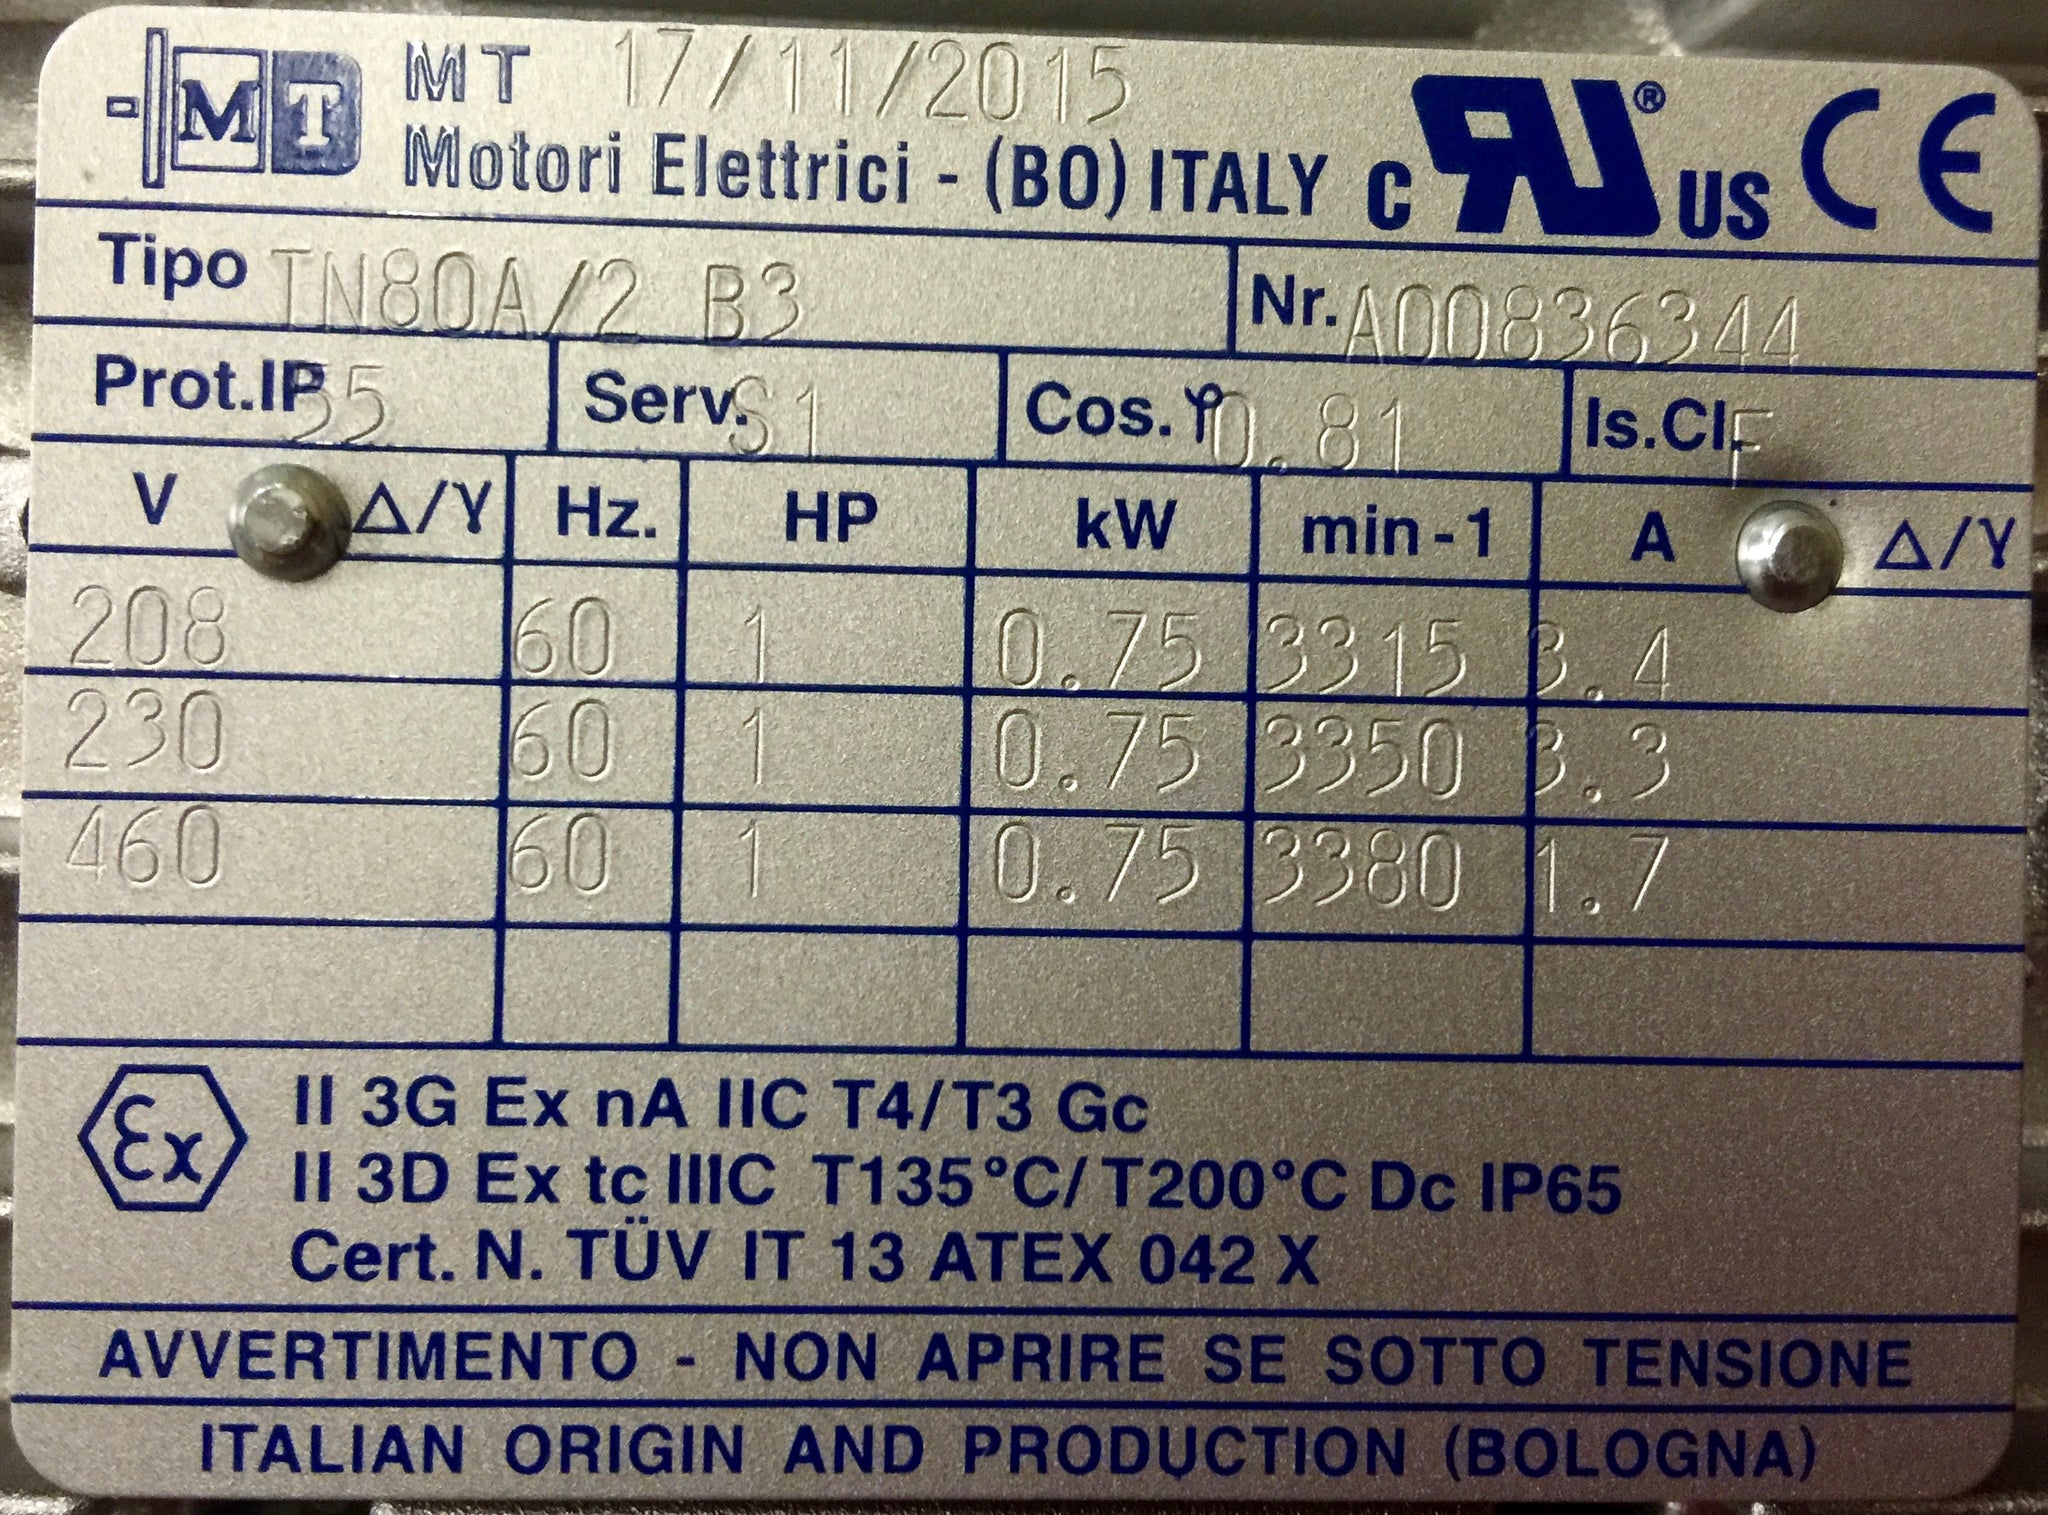 MT MT 17/11/2015
Motori Elettrici - (BO) ITALY c RU® US CE
Tipo TN80A/2 B3 Nr. A00836344
Prot.IP 55 Serv. S1 Cos.φ 0.81 Is.Cl. F
V Δ/Y Hz. HP kW min-1 A Δ/Y
208 60 1 0.75 3315 3.4
230 60 1 0.75 3350 3.3
460 60 1 0.75 3380 1.7
Ex II 3G Ex nA IIC T4/T3 Gc
II 3D Ex tc IIIC T135°C/T200°C Dc IP65
Cert. N. TÜV IT 13 ATEX 042 X
AVVERTIMENTO - NON APRIRE SE SOTTO TENSIONE
ITALIAN ORIGIN AND PRODUCTION (BOLOGNA)